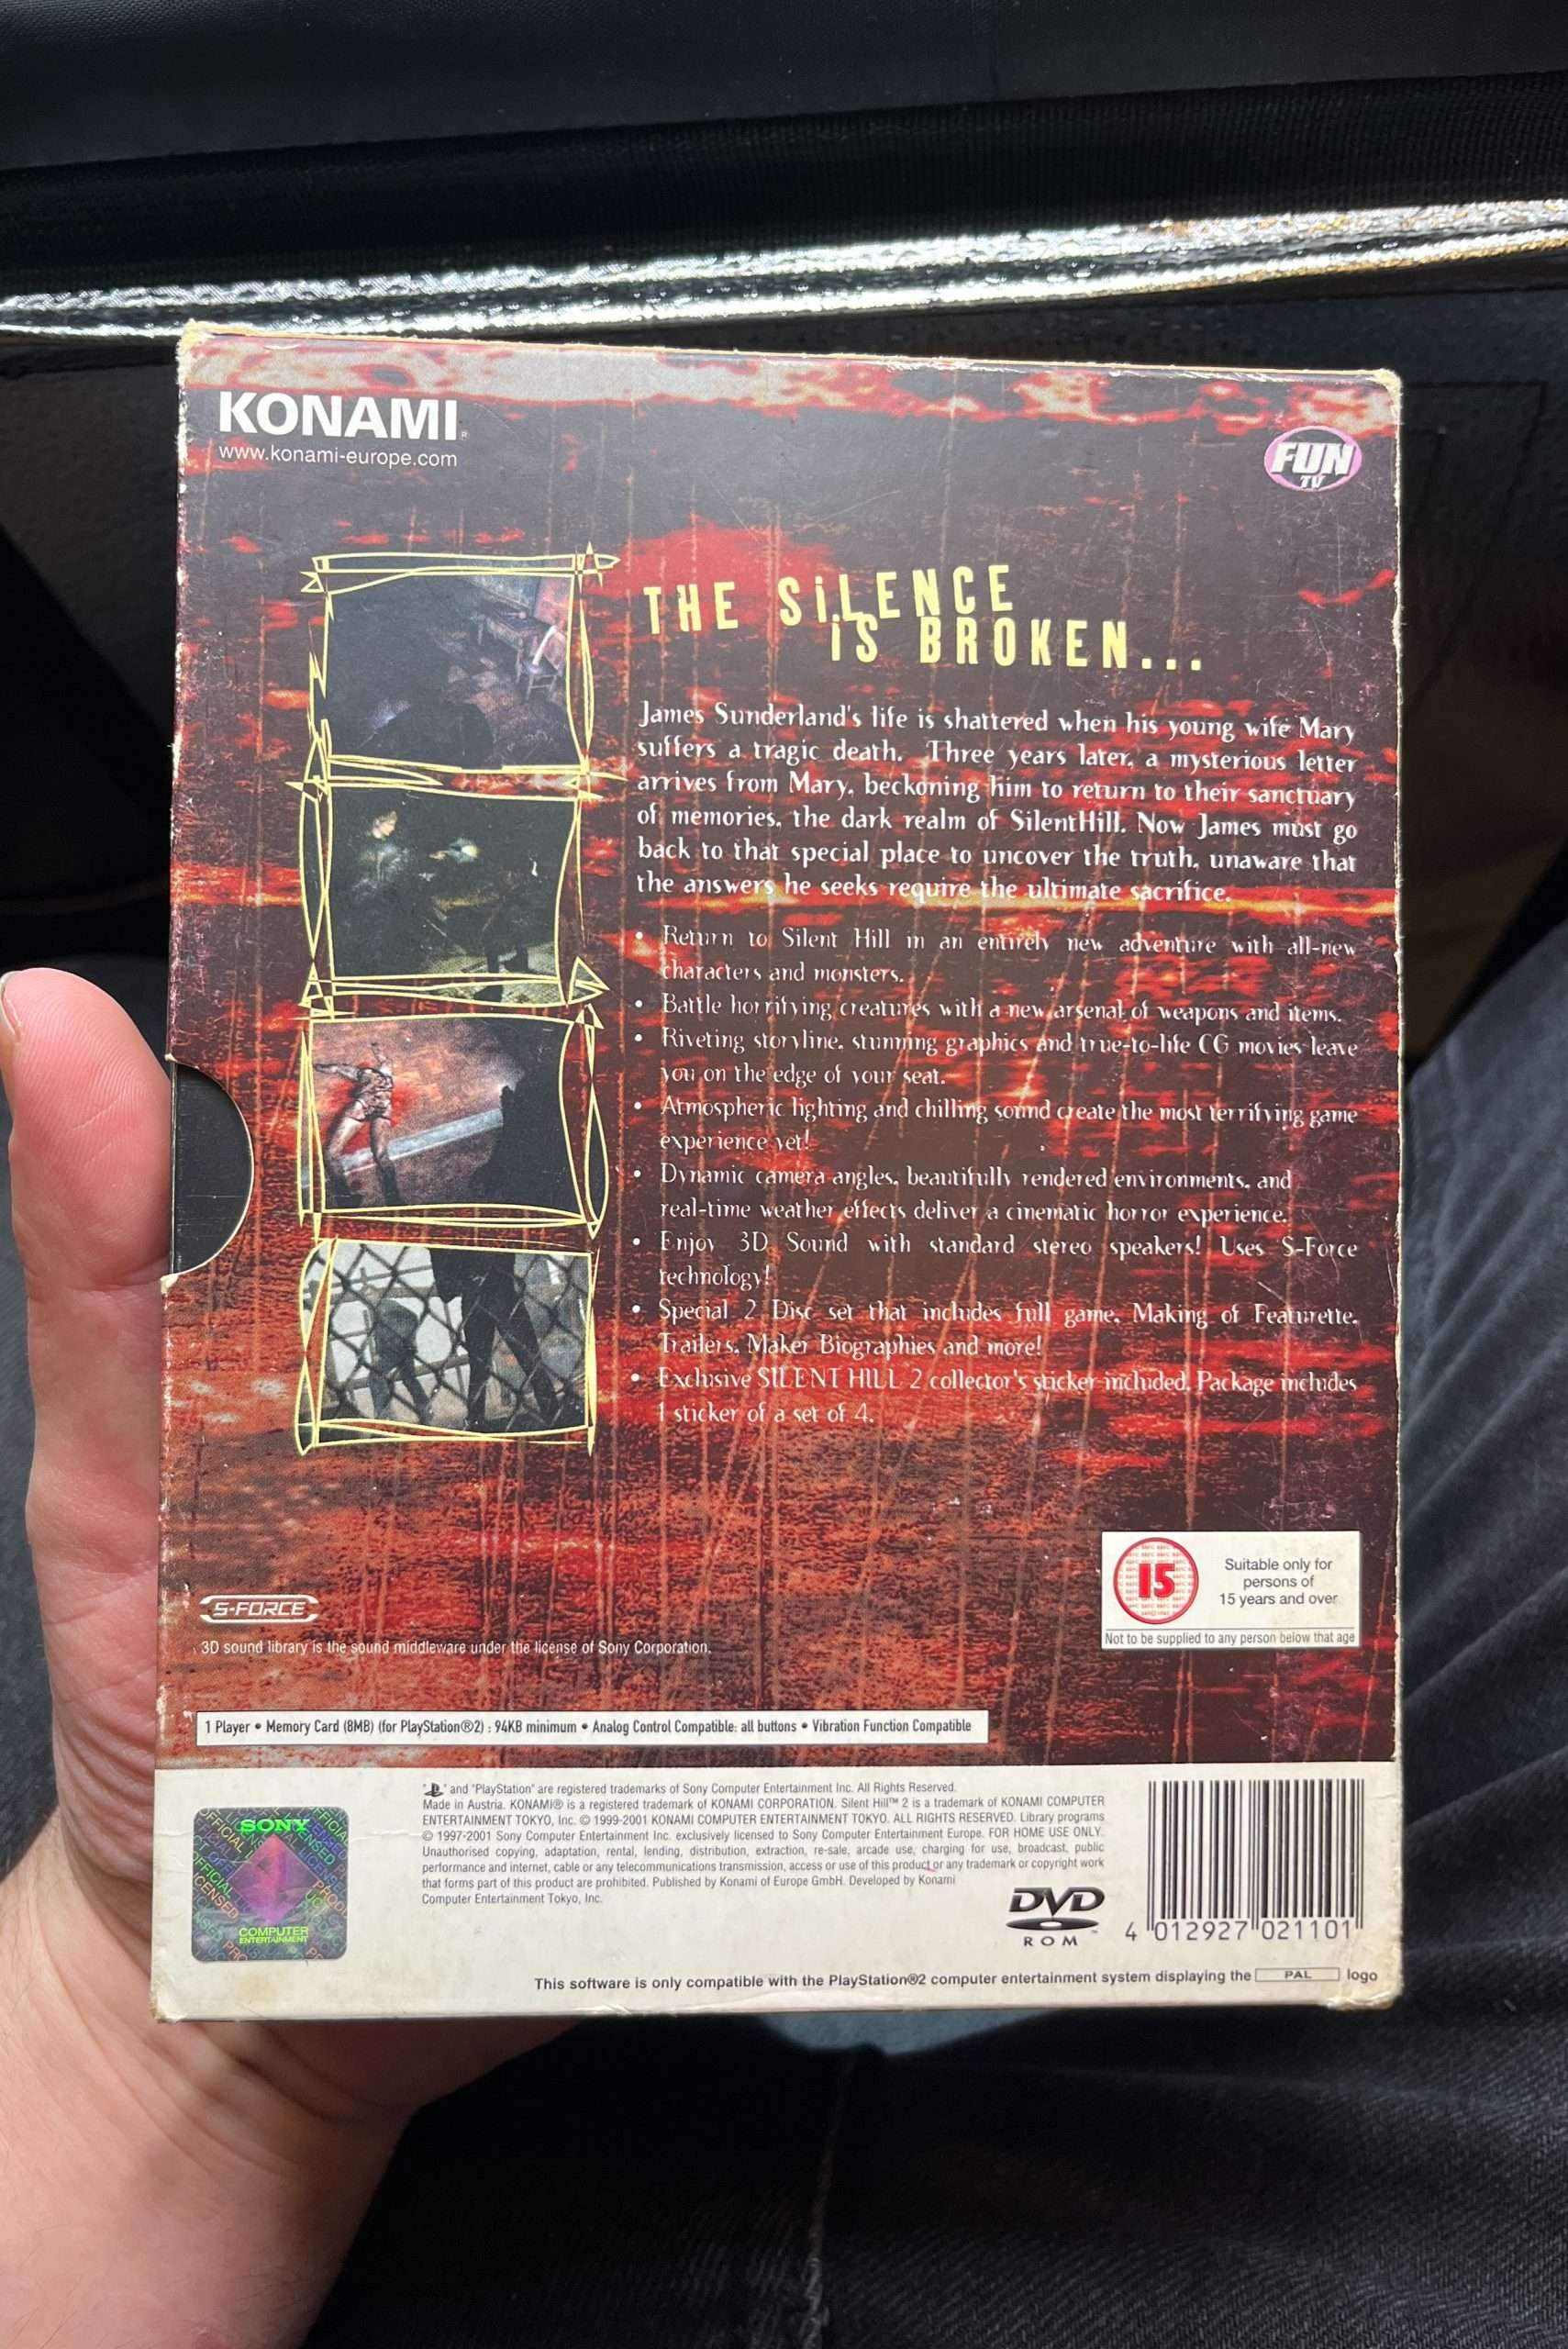 KONAMI®
www.konami-europe.com
FUN
TV
THE SiLENCE
iS BROKEN...
James Sunderland's life is shattered when his young wife Mary
suffers a tragic death. Three years later, a mysterious letter
arrives from Mary, beckoning him to return to their sanctuary
of memories, the dark realm of Silent Hill. Now James must go
back to that special place to uncover the truth, unaware that
the answers he seeks require the ultimate sacrifice.
• Return to Silent Hill in an entirely new adventure with all-new
characters and monsters.
• Battle horrifying creatures with a new arsenal of weapons and items.
• Riveting storyline, stunning graphics and true-to-life CG movies leave
you on the edge of your seat.
• Atmospheric lighting and chilling sound create the most terrifying game
experience yet!
• Dynamic camera angles, beautifully rendered environments, and
real-time weather effects deliver a cinematic horror experience.
• Enjoy 3D Sound with standard stereo speakers! Uses S-Force
technology!
• Special 2 Disc set that includes full game, Making of Featurette,
Trailers, Maker Biographies and more!
• Exclusive SILENT HILL 2 collector's sticker included. Package includes
1 sticker of a set of 4.
15
Suitable only for
persons of
15 years and over
Not to be supplied to any person below that age
S-FORCE
3D sound library is the sound middleware under the license of Sony Corporation.
1 Player • Memory Card (8MB) (for PlayStation®2) : 94KB minimum • Analog Control Compatible: all buttons • Vibration Function Compatible
" " and "PlayStation" are registered trademarks of Sony Computer Entertainment Inc. All Rights Reserved.
Made in Austria. KONAMI® is a registered trademark of KONAMI CORPORATION. Silent Hill™ 2 is a trademark of KONAMI COMPUTER
ENTERTAINMENT TOKYO, Inc. © 1999-2001 KONAMI COMPUTER ENTERTAINMENT TOKYO. ALL RIGHTS RESERVED. Library programs
© 1997-2001 Sony Computer Entertainment Inc. exclusively licensed to Sony Computer Entertainment Europe. FOR HOME USE ONLY.
Unauthorised copying, adaptation, rental, lending, distribution, extraction, re-sale, arcade use, charging for use, broadcast, public
performance and internet, cable or any telecommunications transmission, access or use of this product or any trademark or copyright work
that forms part of this product are prohibited. Published by Konami of Europe GmbH. Developed by Konami
Computer Entertainment Tokyo, Inc.
SONY
COMPUTER
ENTERTAINMENT
OFFICIAL
LICENSED
DVD
ROM™
4 012927 021101
This software is only compatible with the PlayStation®2 computer entertainment system displaying the PAL logo